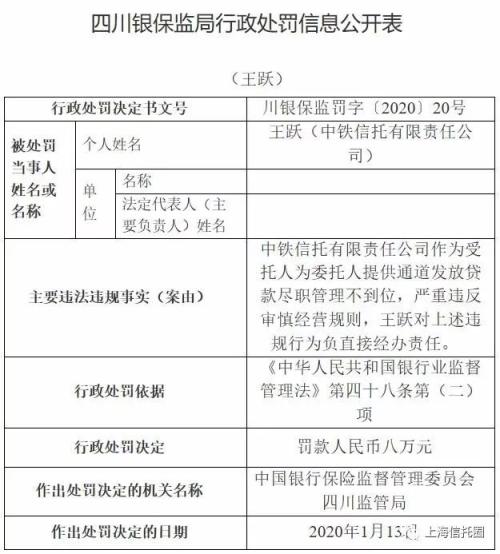 四川银保监局行政处罚信息公开表
（王跃）
行政处罚决定书文号
川银保监罚字〔2020〕20号
被处罚
当事人
姓名或
名称
个人姓名
王跃（中铁信托有限责任公
司）
单
位
名称
法定代表人（主
要负责人）姓名
主要违法违规事实（案由）
中铁信托有限责任公司作为受
托人为委托人提供通道发放贷
款尽职管理不到位，严重违反
审慎经营规则，王跃对上述违
规行为负直接经办责任。
行政处罚依据
《中华人民共和国银行业监督
管理法》第四十八条第（二）
项
行政处罚决定
罚款人民币八万元
作出处罚决定的机关名称
中国银行保险监督管理委员会
四川监管局
作出处罚决定的日期
2020年1月13日
上海信托圈